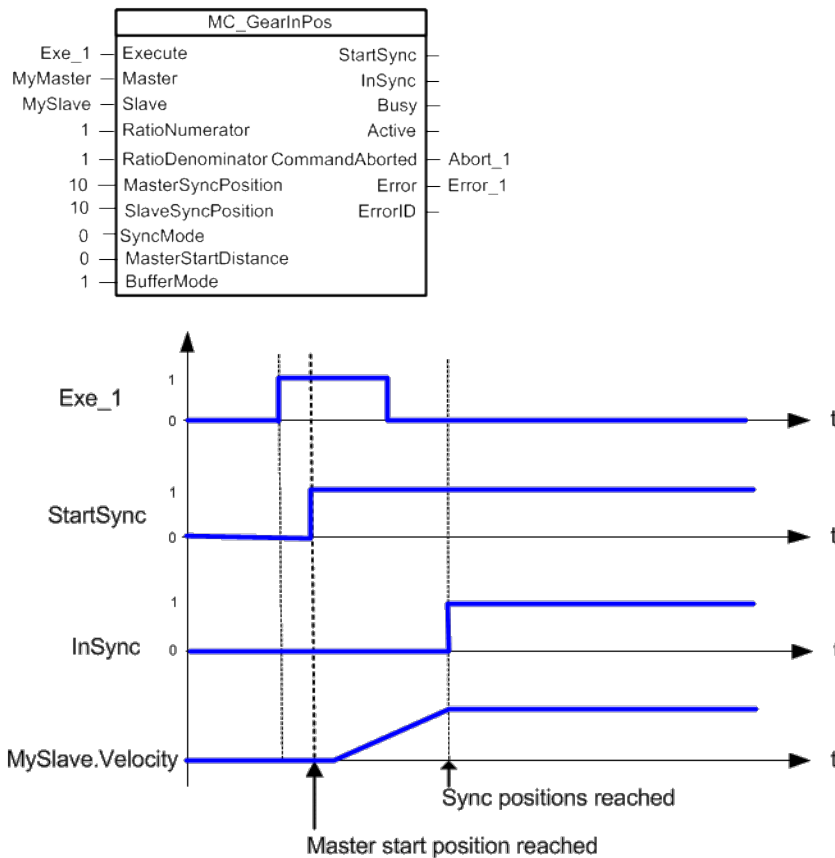 MC_GearInPos
Exe_1 Execute StartSync
MyMaster Master InSync
MySlave Slave Busy
1 RatioNumerator Active
1 RatioDenominator CommandAborted Abort_1
10 MasterSyncPosition Error Error_1
10 SlaveSyncPosition ErrorID
0 SyncMode
0 MasterStartDistance
1 BufferMode
1
Exe_1
0 t
1
StartSync
0 t
1
InSync 0 t
MySlave.Velocity t
Sync positions reached
Master start position reached